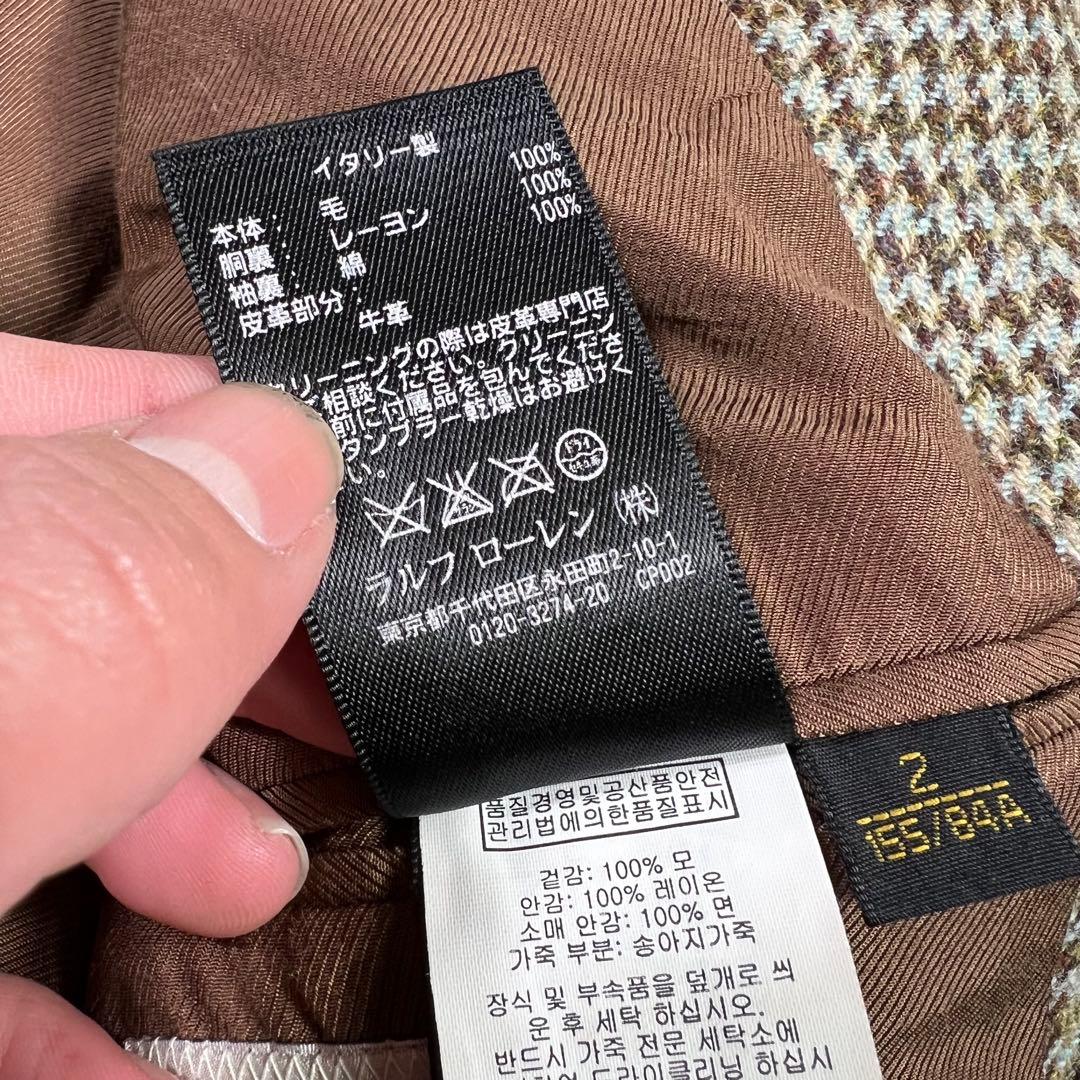 イタリー製
本体： 毛 100%
胴裏： レーヨン 100%
袖裏： 綿 100%
皮革部分： 牛革
リーニングの際は皮革専門店
相談ください。クリーニン
前に付属品を包んでくださ
タンブラー乾燥はお避けく
い。
ラルフ ローレン（株）
東京都千代田区永田町2-10-1
0120-3274-20 CP002
품질경영및공산품안전
관리법에의한품질표시
겉감: 100% 모
안감: 100% 레이온
소매 안감: 100% 면
가죽 부분: 송아지가죽
장식 및 부속품을 덮개로 씌
운 후 세탁 하십시오.
반드시 가죽 전문 세탁소에
드라이클리닝 하십시
2
155/84A